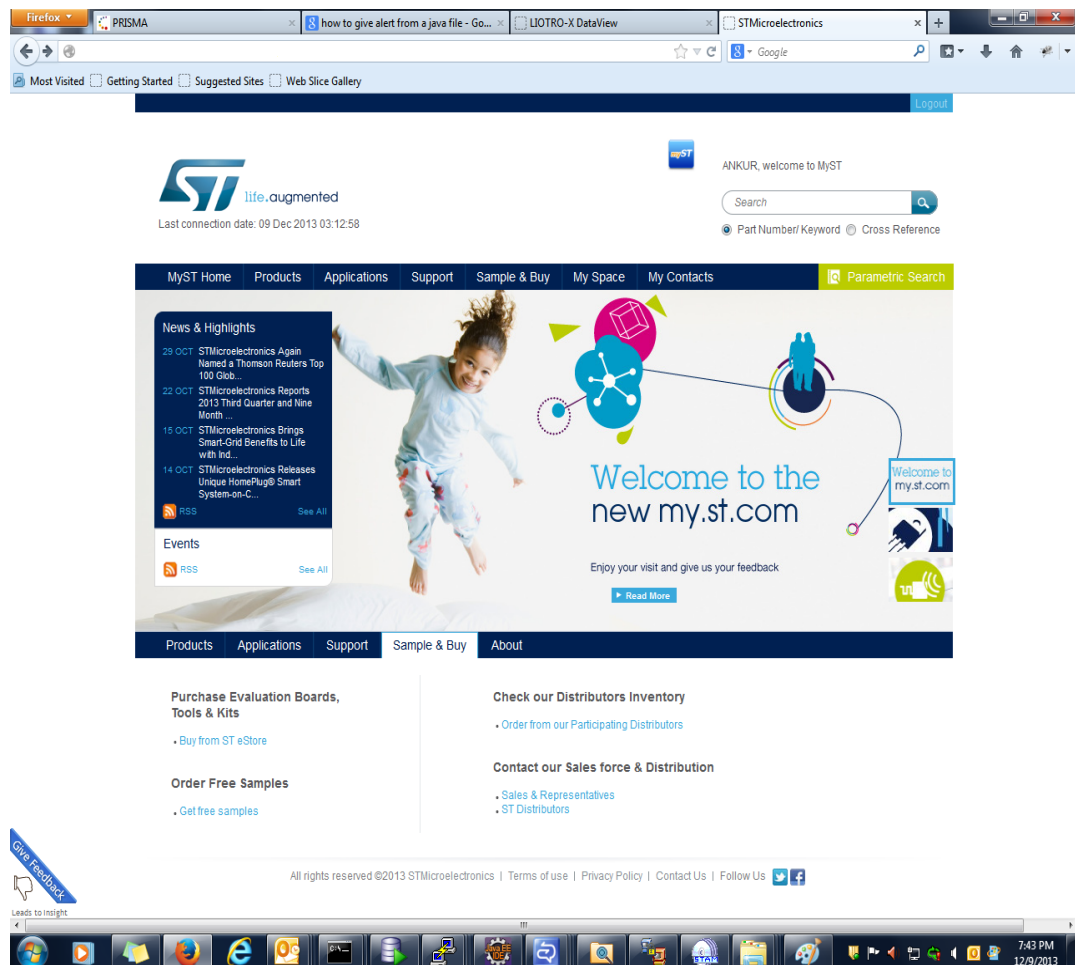 Firefox
PRISMA
how to give alert from a java file - Go...
LIOTRO-X DataView
STMicroelectronics
Google
Most Visited
Getting Started
Suggested Sites
Web Slice Gallery
Logout
myST
ANKUR, welcome to MyST
ST life.augmented
Last connection date: 09 Dec 2013 03:12:58
Search
Part Number/ Keyword
Cross Reference
MyST Home
Products
Applications
Support
Sample & Buy
My Space
My Contacts
Parametric Search
News & Highlights
29 OCT STMicroelectronics Again
Named a Thomson Reuters Top
100 Glob...
22 OCT STMicroelectronics Reports
2013 Third Quarter and Nine
Month ...
15 OCT STMicroelectronics Brings
Smart-Grid Benefits to Life
with Ind...
14 OCT STMicroelectronics Releases
Unique HomePlug® Smart
System-on-C...
RSS
See All
Events
RSS
See All
Welcome to the
new my.st.com
Enjoy your visit and give us your feedback
Read More
Welcome to
my.st.com
Products
Applications
Support
Sample & Buy
About
Purchase Evaluation Boards,
Tools & Kits
Buy from ST eStore
Order Free Samples
Get free samples
Check our Distributors Inventory
Order from our Participating Distributors
Contact our Sales force & Distribution
Sales & Representatives
ST Distributors
Give Feedback
Leads to Insight
All rights reserved ©2013 STMicroelectronics | Terms of use | Privacy Policy | Contact Us | Follow Us
Java EE
IDE
7:43 PM
12/9/2013